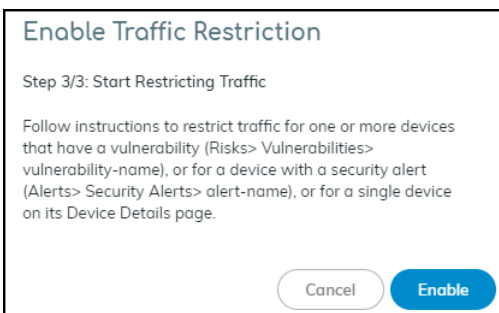 Enable Traffic Restriction
Step 3/3: Start Restricting Traffic
Follow instructions to restrict traffic for one or more devices
that have a vulnerability (Risks> Vulnerabilities>
vulnerability-name), or for a device with a security alert
(Alerts> Security Alerts> alert-name), or for a single device
on its Device Details page.
Cancel Enable